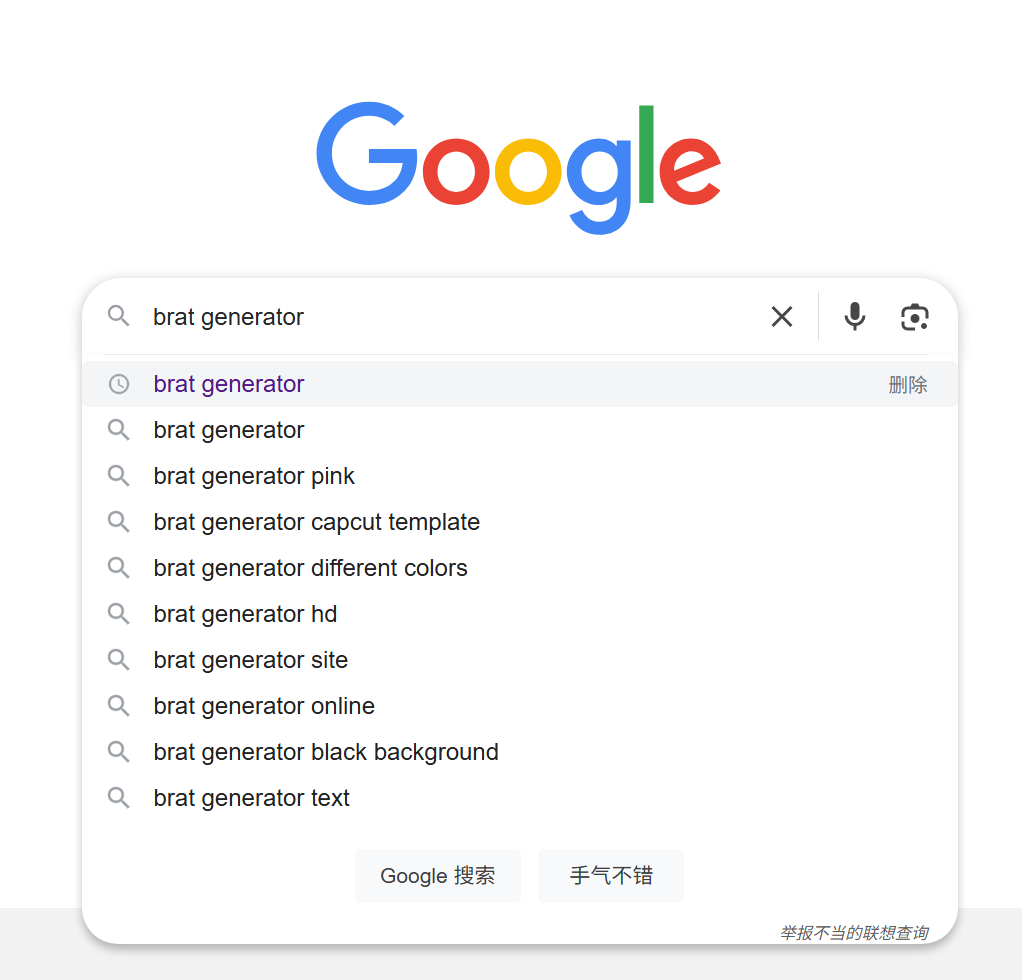 Google
brat generator
brat generator 删除
brat generator
brat generator pink
brat generator capcut template
brat generator different colors
brat generator hd
brat generator site
brat generator online
brat generator black background
brat generator text
Google 搜索 手气不错
举报不当的联想查询